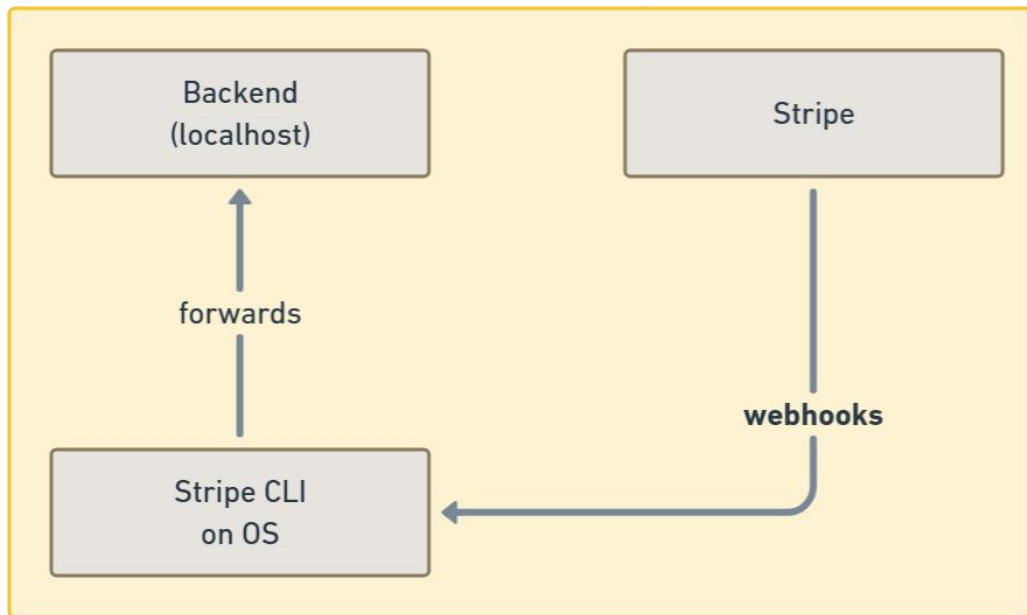 Backend
(localhost)
Stripe
forwards
webhooks
Stripe CLI
on OS